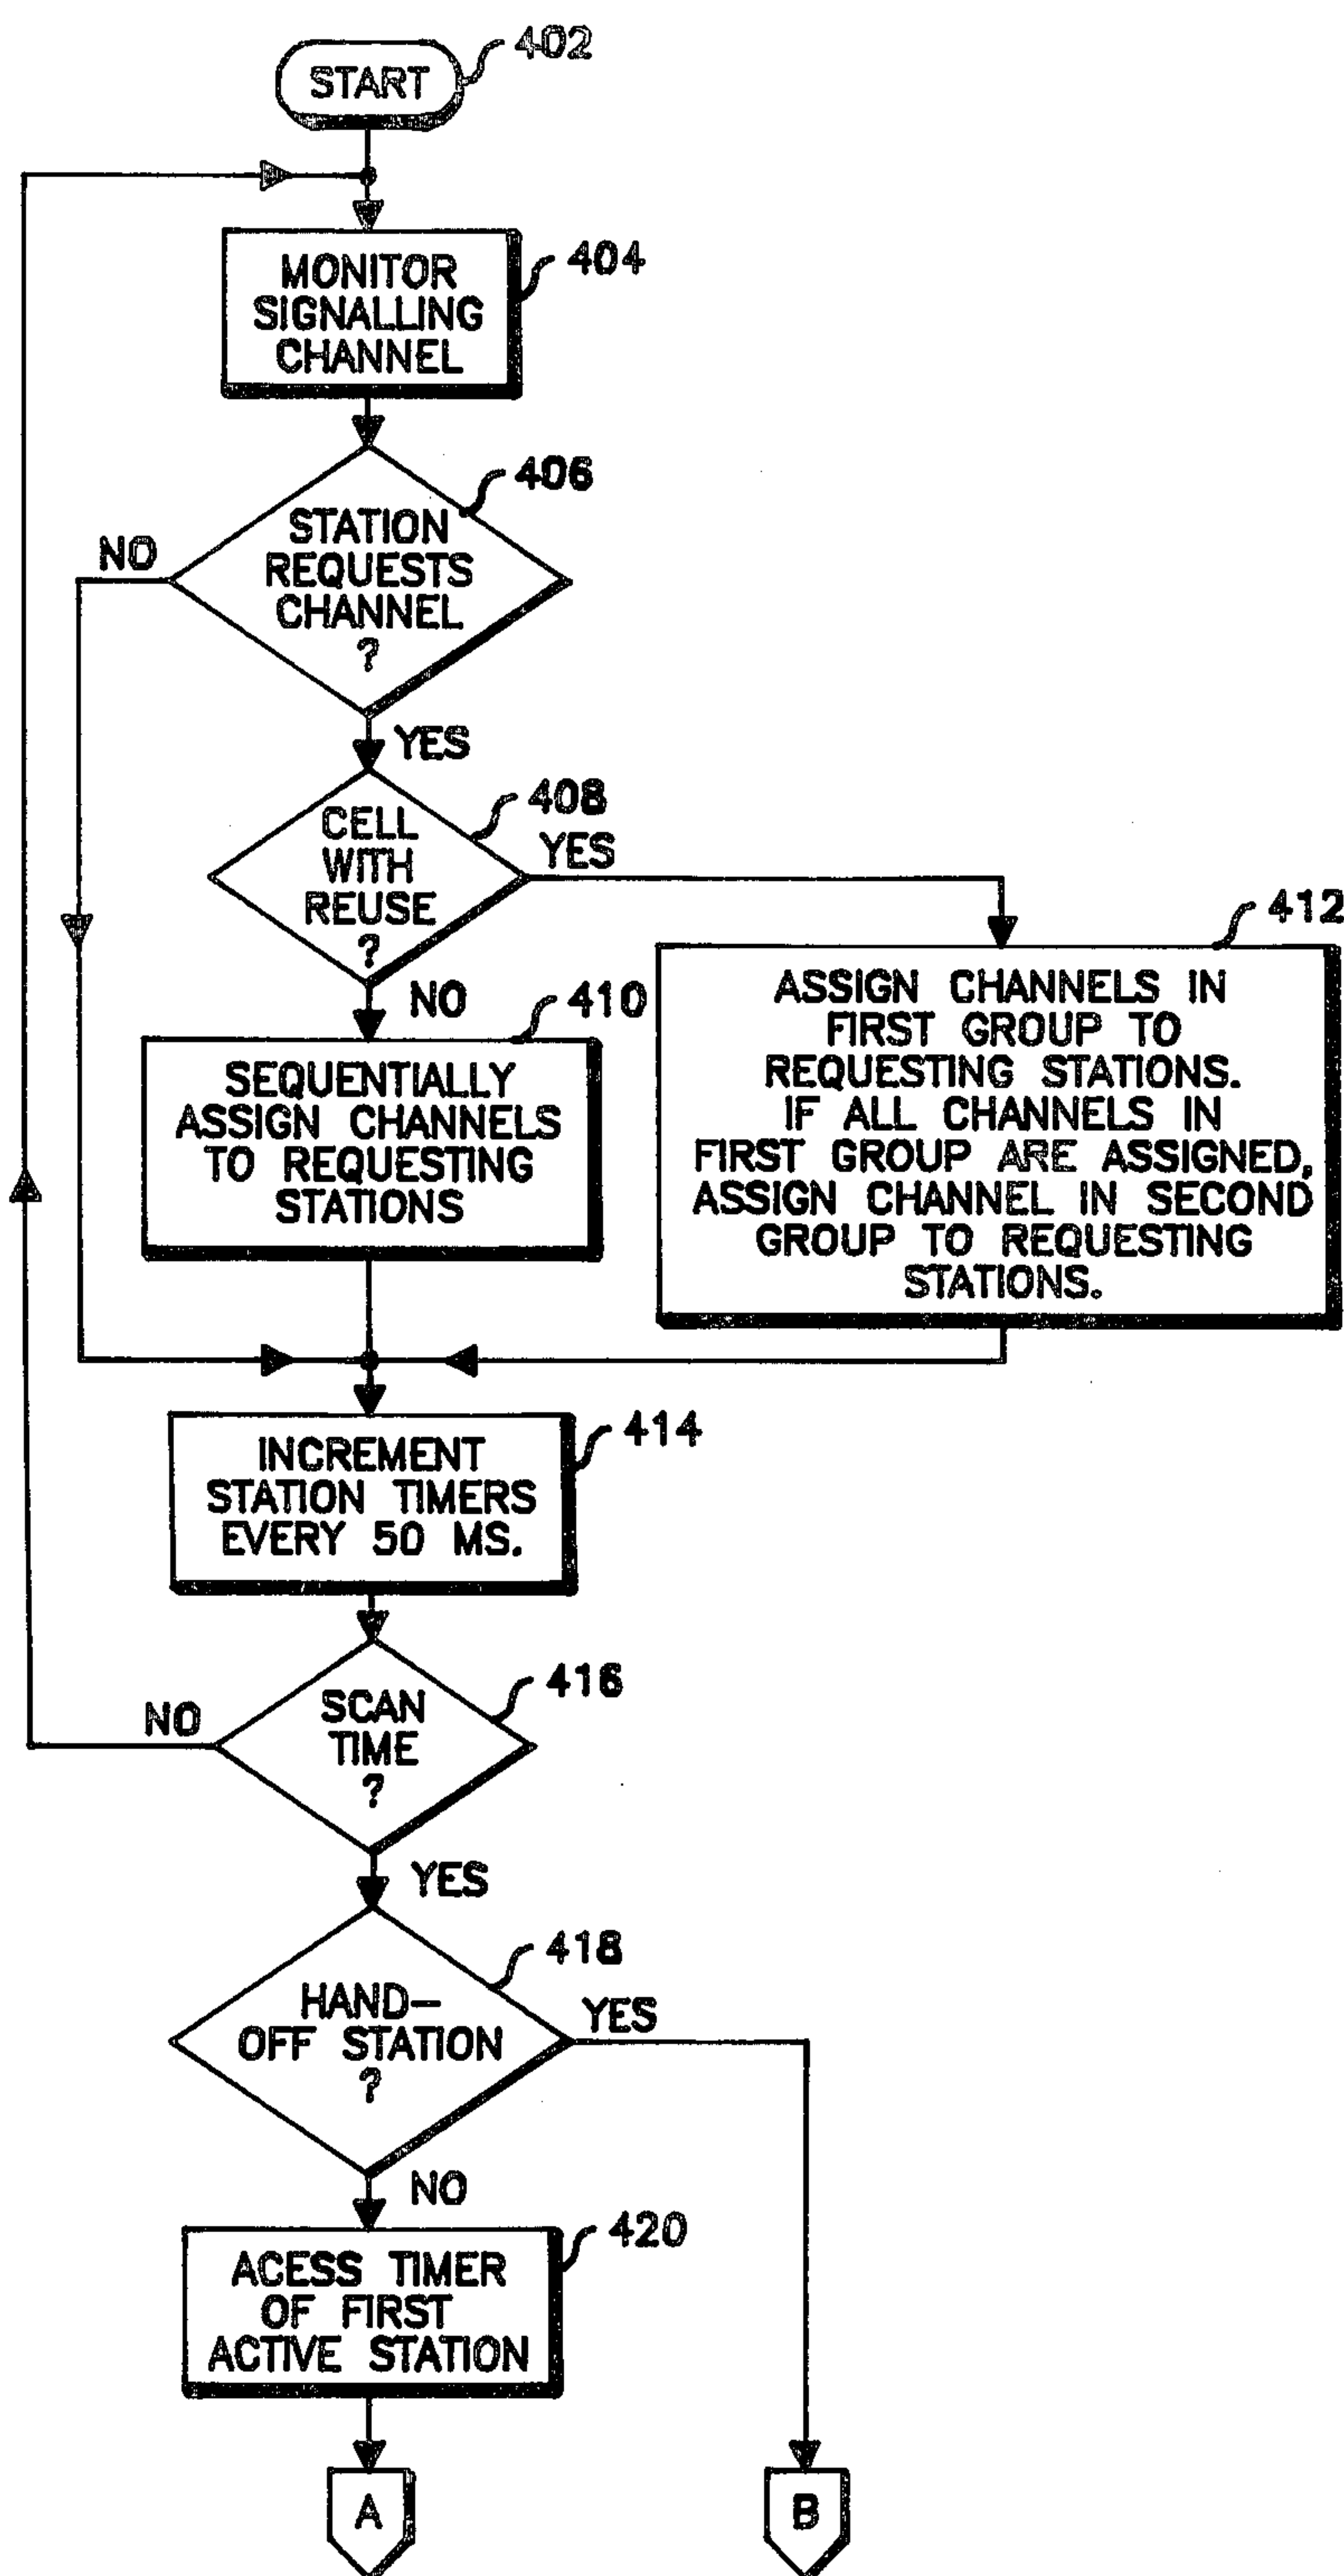 402
START
404
MONITOR
SIGNALLING
CHANNEL
406
STATION
REQUESTS
CHANNEL
?
NO
YES
408
CELL
WITH
REUSE
?
YES
NO
410
SEQUENTIALLY
ASSIGN CHANNELS
TO REQUESTING
STATIONS
412
ASSIGN CHANNELS IN
FIRST GROUP TO
REQUESTING STATIONS.
IF ALL CHANNELS IN
FIRST GROUP ARE ASSIGNED,
ASSIGN CHANNEL IN SECOND
GROUP TO REQUESTING
STATIONS.
414
INCREMENT
STATION TIMERS
EVERY 50 MS.
416
SCAN
TIME
?
NO
YES
418
HAND-
OFF STATION
?
YES
NO
420
ACESS TIMER
OF FIRST
ACTIVE STATION
A
B